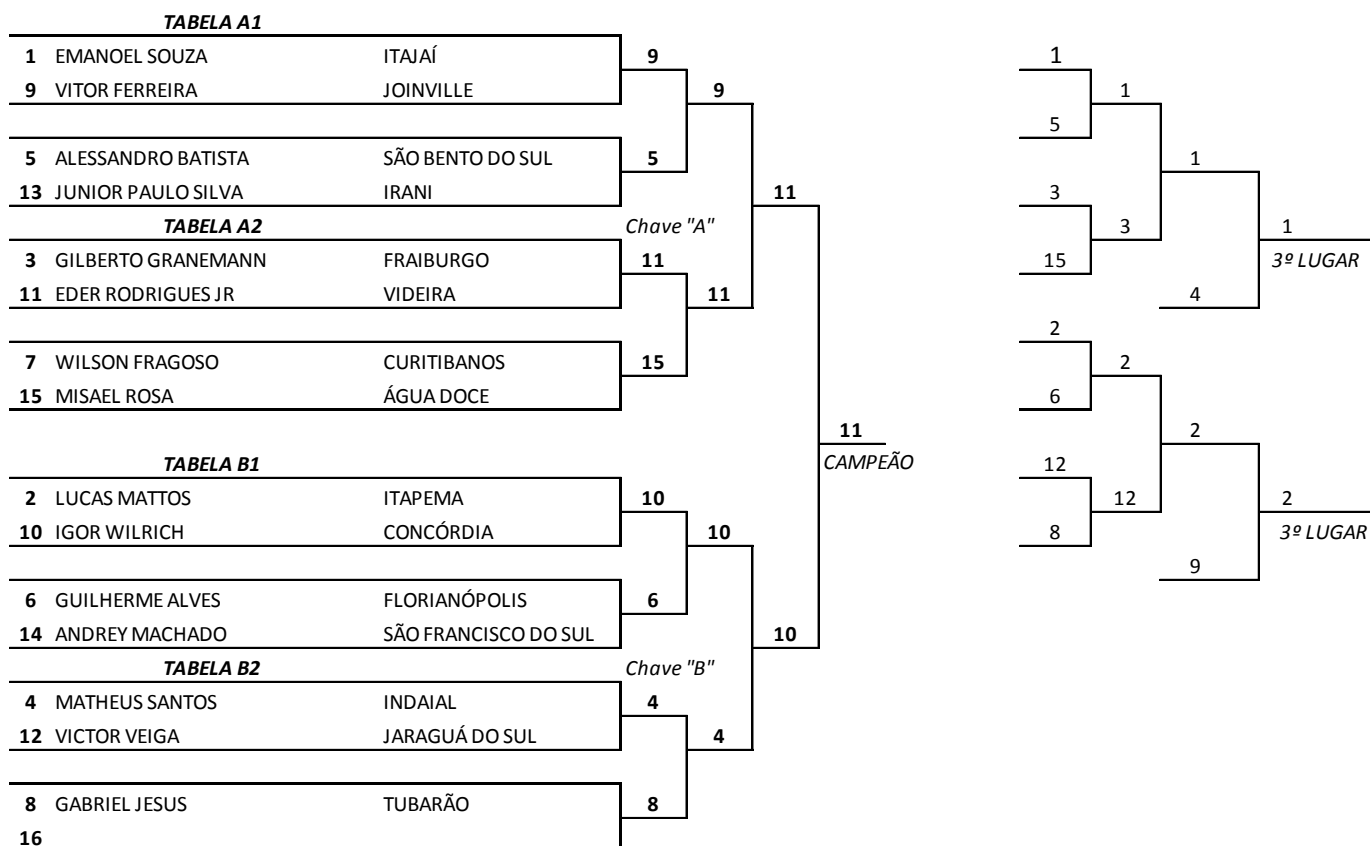 TABELA A1
1 EMANOEL SOUZA ITAJAÍ 9 1
9 VITOR FERREIRA JOINVILLE 9 1
5
5 ALESSANDRO BATISTA SÃO BENTO DO SUL 5 1
13 JUNIOR PAULO SILVA IRANI 11 3
TABELA A2 Chave "A" 3 1
3 GILBERTO GRANEMANN FRAIBURGO 11 15 3º LUGAR
11 EDER RODRIGUES JR VIDEIRA 11 4
2
7 WILSON FRAGOSO CURITIBANOS 15 2
15 MISAEL ROSA ÁGUA DOCE 6
11 2
TABELA B1 CAMPEÃO 12
2 LUCAS MATTOS ITAPEMA 10 12 2
10 IGOR WILRICH CONCÓRDIA 10 8 3º LUGAR
9
6 GUILHERME ALVES FLORIANÓPOLIS 6
14 ANDREY MACHADO SÃO FRANCISCO DO SUL 10
TABELA B2 Chave "B"
4 MATHEUS SANTOS INDAIAL 4
12 VICTOR VEIGA JARAGUÁ DO SUL 4
8 GABRIEL JESUS TUBARÃO 8
16